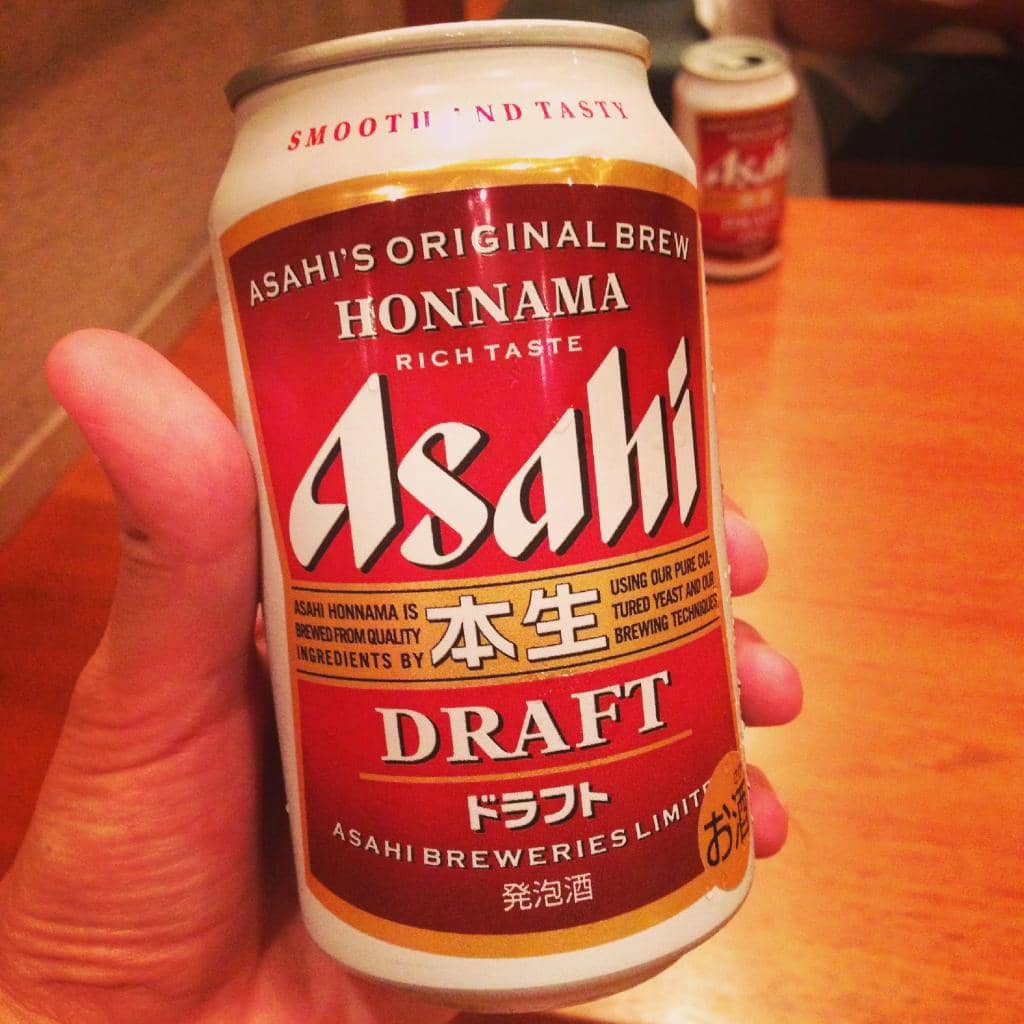 SMOOTH AND TASTY
ASAHI'S ORIGINAL BREW
HONNAMA
RICH TASTE
Asahi
ASAHI HONNAMA IS
BREWED FROM QUALITY
INGREDIENTS BY
本生
USING OUR PURE CUL-
TURED YEAST AND OUR
BREWING TECHNIQUES
DRAFT
ドラフト
ASAHI BREWERIES LIMITE
発泡酒
お酒
Asahi